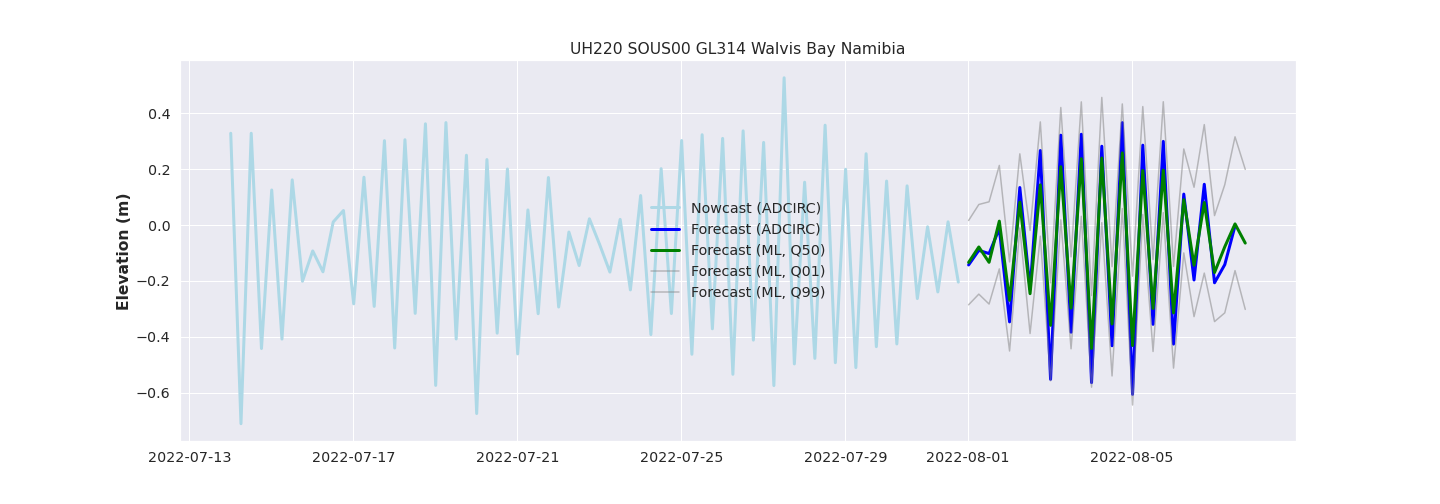 UH220 SOUS00 GL314 Walvis Bay Namibia
Elevation (m)
0.4
0.2
0.0
−0.2
−0.4
−0.6
Nowcast (ADCIRC)
Forecast (ADCIRC)
Forecast (ML, Q50)
Forecast (ML, Q01)
Forecast (ML, Q99)
2022-07-13 2022-07-17 2022-07-21 2022-07-25 2022-07-29 2022-08-01 2022-08-05